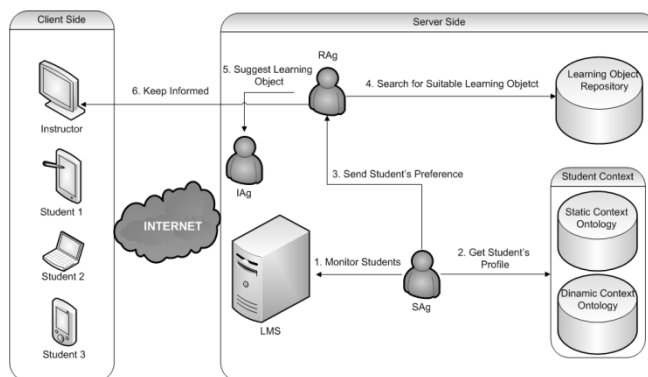 Client Side
Server Side
RAg
5. Suggest Learning
Object
6. Keep Informed
4. Search for Suitable Learning Objetct
Learning Object
Repository
Instructor
IAg
3. Send Student's Preference
Student Context
Student 1
INTERNET
Static Context
Ontology
Student 2
1. Monitor Students
2. Get Student's
Profile
Dinamic Context
Ontology
SAg
LMS
Student 3